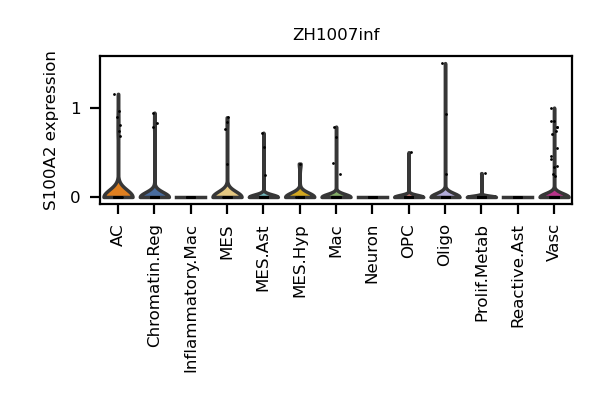 ZH1007inf
S100A2 expression
1
0
AC
Chromatin.Reg
Inflammatory.Mac
MES
MES.Ast
MES.Hyp
Mac
Neuron
OPC
Oligo
Prolif.Metab
Reactive.Ast
Vasc